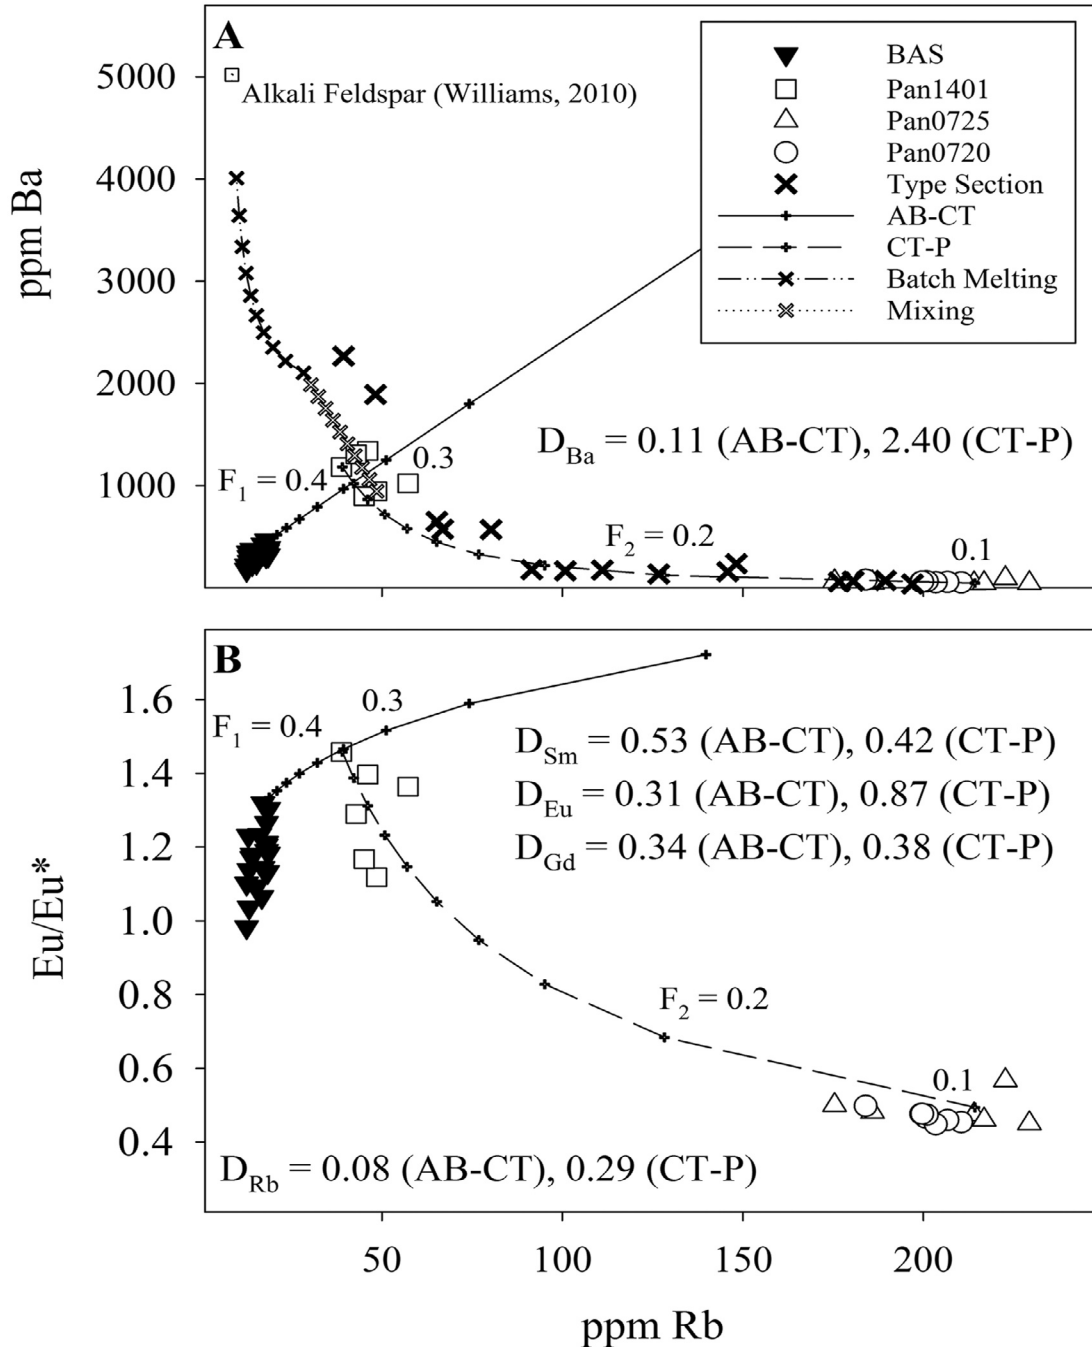 A
ppm Ba
5000
4000
3000
2000
1000
Alkali Feldspar (Williams, 2010)
BAS
Pan1401
Pan0725
Pan0720
Type Section
AB-CT
CT-P
Batch Melting
Mixing
D_Ba = 0.11 (AB-CT), 2.40 (CT-P)
F_1 = 0.4
0.3
F_2 = 0.2
0.1
B
Eu/Eu*
1.6
1.4
1.2
1.0
0.8
0.6
0.4
F_1 = 0.4
0.3
D_Sm = 0.53 (AB-CT), 0.42 (CT-P)
D_Eu = 0.31 (AB-CT), 0.87 (CT-P)
D_Gd = 0.34 (AB-CT), 0.38 (CT-P)
F_2 = 0.2
0.1
D_Rb = 0.08 (AB-CT), 0.29 (CT-P)
50 100 150 200
ppm Rb